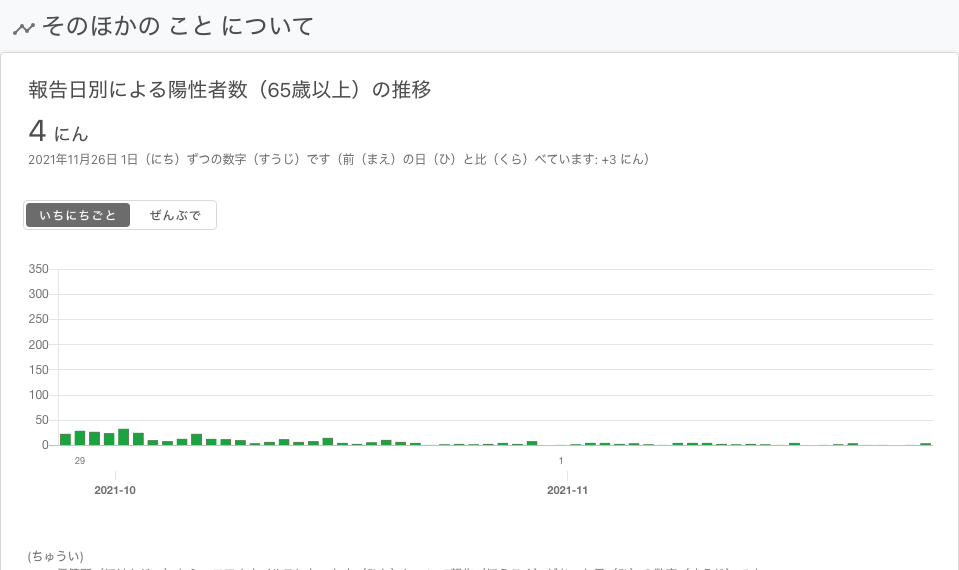 そのほかの こと について
報告日別による陽性者数（65歳以上）の推移
4 にん
2021年11月26日 1日（にち）ずつの数字（すうじ）です（前（まえ）の日（ひ）と比（くら）べています: +3 にん）
いちにちごと ぜんぶで
350
300
250
200
150
100
50
0
29 1
2021-10 2021-11
(ちゅうい)